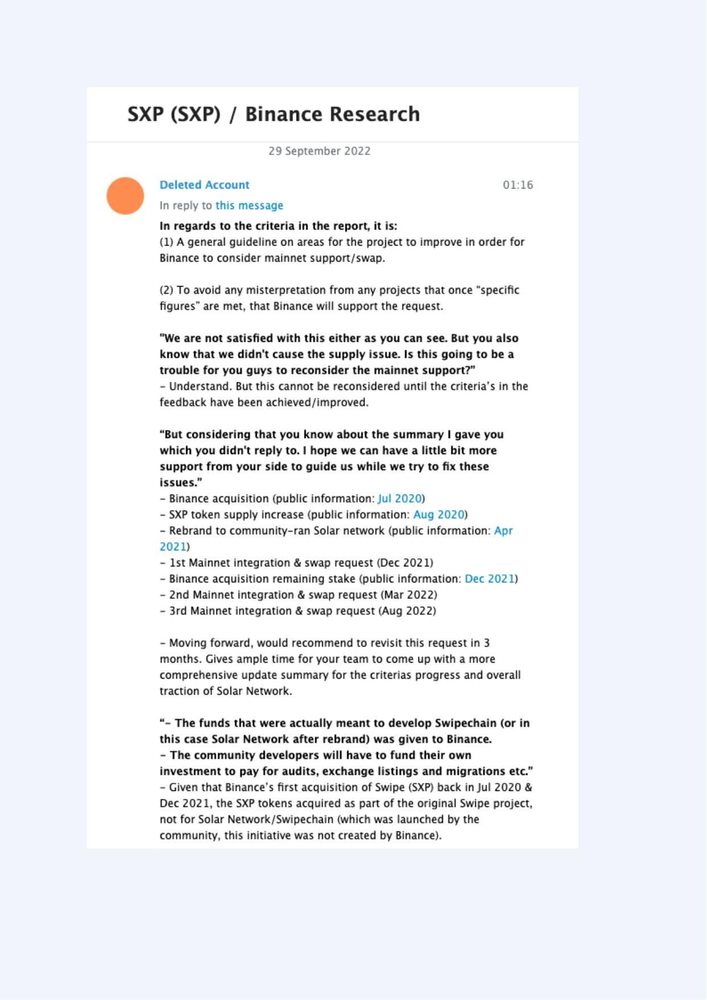 SXP (SXP) / Binance Research
29 September 2022
Deleted Account 01:16
In reply to this message
In regards to the criteria in the report, it is:
(1) A general guideline on areas for the project to improve in order for
Binance to consider mainnet support/swap.
(2) To avoid any misterpretation from any projects that once “specific
figures” are met, that Binance will support the request.
"We are not satisfied with this either as you can see. But you also
know that we didn't cause the supply issue. Is this going to be a
trouble for you guys to reconsider the mainnet support?”
– Understand. But this cannot be reconsidered until the criteria’s in the
feedback have been achieved/improved.
“But considering that you know about the summary I gave you
which you didn't reply to. I hope we can have a little bit more
support from your side to guide us while we try to fix these
issues.”
– Binance acquisition (public information: Jul 2020)
– SXP token supply increase (public information: Aug 2020)
– Rebrand to community-ran Solar network (public information: Apr
2021)
– 1st Mainnet integration & swap request (Dec 2021)
– Binance acquisition remaining stake (public information: Dec 2021)
– 2nd Mainnet integration & swap request (Mar 2022)
– 3rd Mainnet integration & swap request (Aug 2022)
– Moving forward, would recommend to revisit this request in 3
months. Gives ample time for your team to come up with a more
comprehensive update summary for the criterias progress and overall
traction of Solar Network.
“– The funds that were actually meant to develop Swipechain (or in
this case Solar Network after rebrand) was given to Binance.
– The community developers will have to fund their own
investment to pay for audits, exchange listings and migrations etc.”
– Given that Binance’s first acquisition of Swipe (SXP) back in Jul 2020 &
Dec 2021, the SXP tokens acquired as part of the original Swipe project,
not for Solar Network/Swipechain (which was launched by the
community, this initiative was not created by Binance).